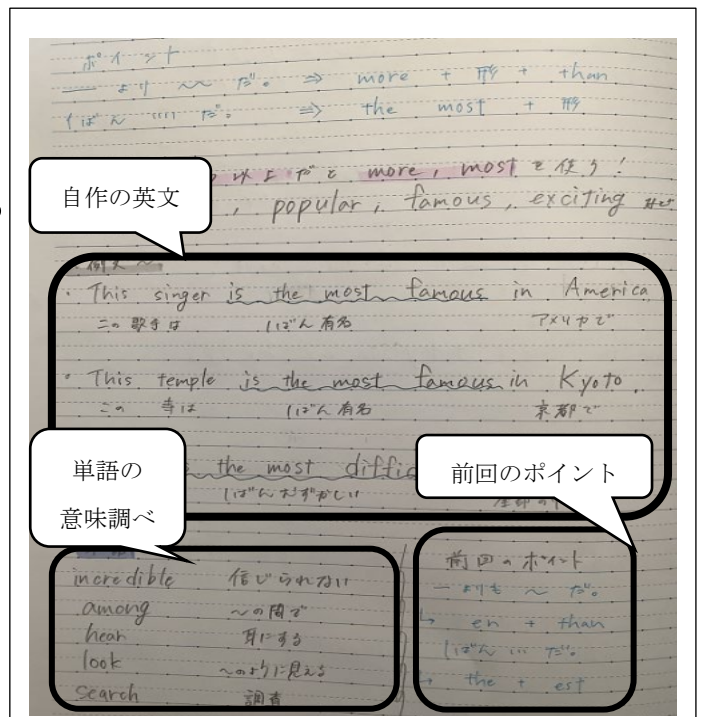 ポイント
── より ～～ だ。 ⇒ more + 形 + than
いばん ・・・・ だ。 ⇒ the most + 形
以上だと more, most を使う!
, popular, famous, exciting など
自作の英文
例文～
・This singer is the most famous in America
この歌手は いばん有名 アメリカで
・This temple is the most famous in Kyoto.
この 寺は いばん有名 京都で
the most diffic
いばんむずかしい
単語の
意味調べ
前回のポイント
incredible 信じられない
among ～の間で
hear 耳にする
look ～のように見える
search 調査
前回のポイント
─ よりも ～ だ。
↳ er + than
いばん … だ。
↳ the + est